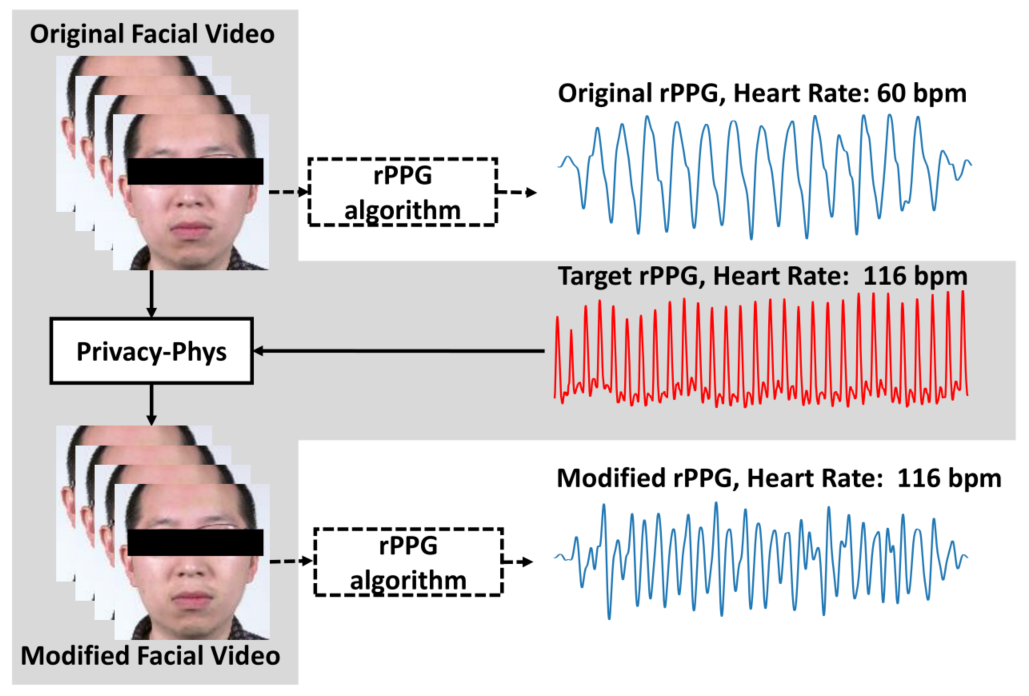 Original Facial Video
Original rPPG, Heart Rate: 60 bpm
rPPG
algorithm
Target rPPG, Heart Rate:  116 bpm
Privacy-Phys
Modified rPPG, Heart Rate:  116 bpm
rPPG
algorithm
Modified Facial Video